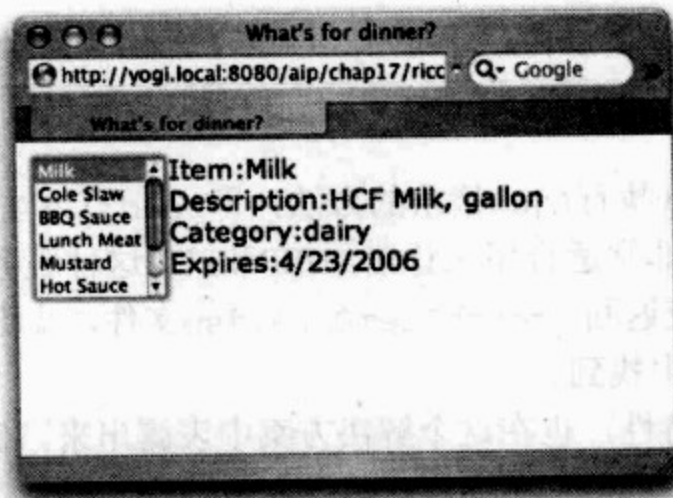 What's for dinner?
http://yogi.local:8080/aip/chap17/ricc
Google
What's for dinner?
Milk
Cole Slaw
BBQ Sauce
Lunch Meat
Mustard
Hot Sauce
Item:Milk
Description:HCF Milk, gallon
Category:dairy
Expires:4/23/2006